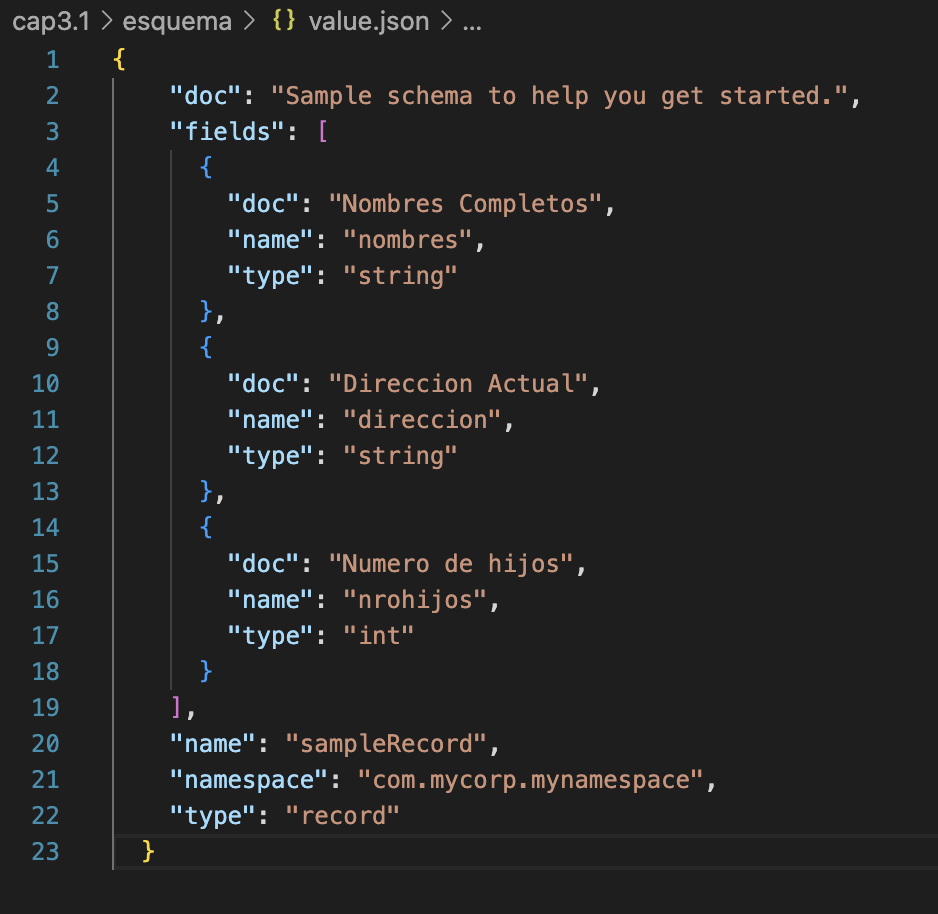 cap3.1 > esquema > {} value.json > ...
1 {
2 "doc": "Sample schema to help you get started.",
3 "fields": [
4 {
5 "doc": "Nombres Completos",
6 "name": "nombres",
7 "type": "string"
8 },
9 {
10 "doc": "Direccion Actual",
11 "name": "direccion",
12 "type": "string"
13 },
14 {
15 "doc": "Numero de hijos",
16 "name": "nrohijos",
17 "type": "int"
18 }
19 ],
20 "name": "sampleRecord",
21 "namespace": "com.mycorp.mynamespace",
22 "type": "record"
23 }